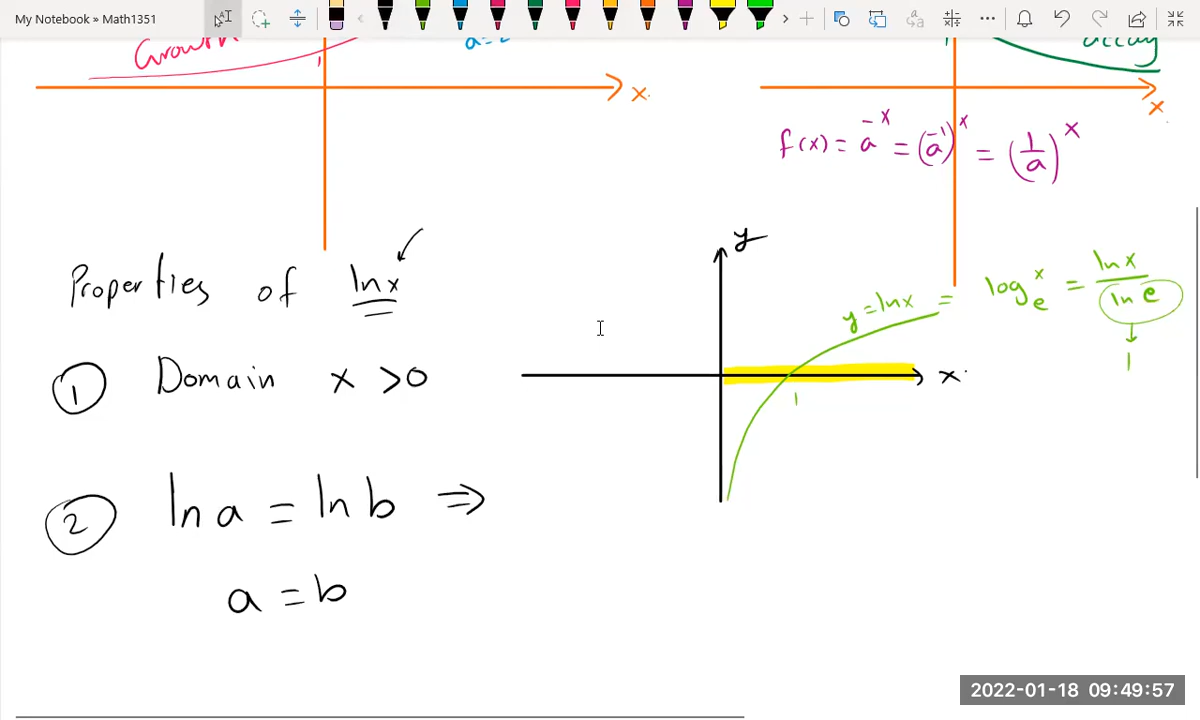 My Notebook » Math1351
Growth
x.
x.
f(x) = a^-x = (a^-1)^x = (1/a)^x
Properties of ln x
y
y = ln x = log_e^x = ln x / ln e
1
① Domain x > 0
x.
1
② ln a = ln b ⇒
a = b
2022-01-18 09:49:57